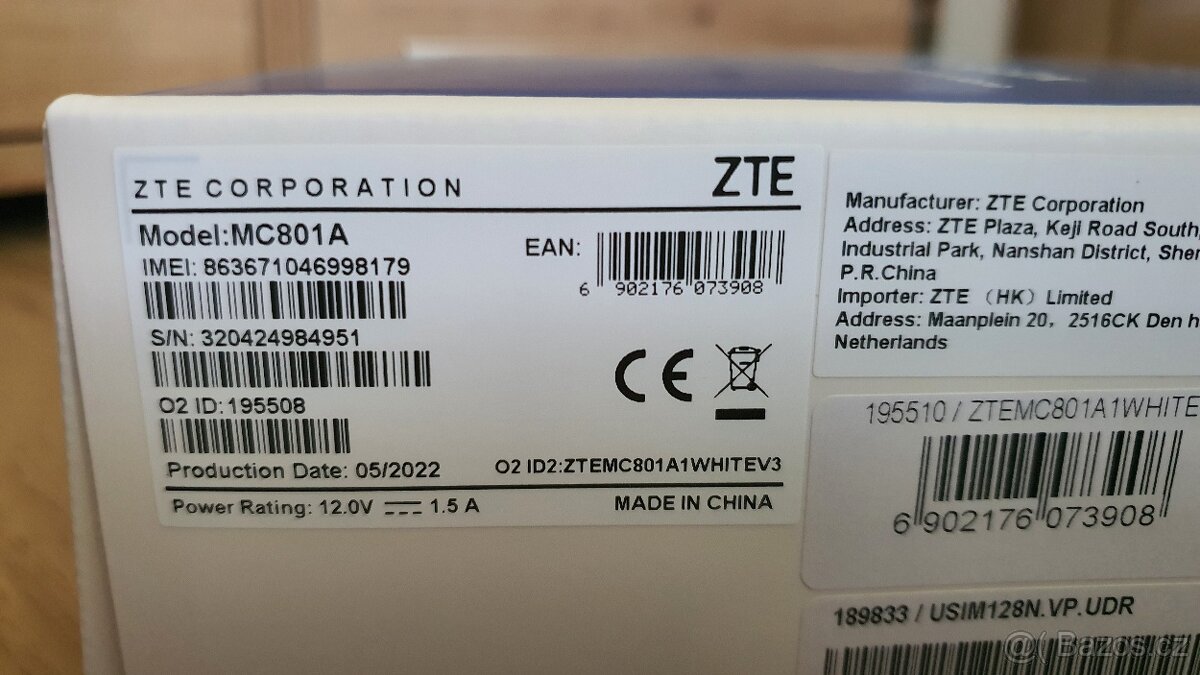 ZTE CORPORATION
ZTE
Model:MC801A
IMEI: 863671046998179
S/N: 320424984951
O2 ID:195508
Production Date: 05/2022
EAN:
6 902176 073908
CE
O2 ID2:ZTEMC801A1WHITEV3
Power Rating: 12.0V 1.5 A
MADE IN CHINA
Manufacturer: ZTE Corporation
Address: ZTE Plaza, Keji Road South,
Industrial Park, Nanshan District, Shen
P.R.China
Importer: ZTE （HK） Limited
Address: Maanplein 20， 2516CK Den h
Netherlands
195510 / ZTEMC801A1WHITE
6 902176 073908
189833 / USIM128N.VP.UDR
@( Bazos.cz